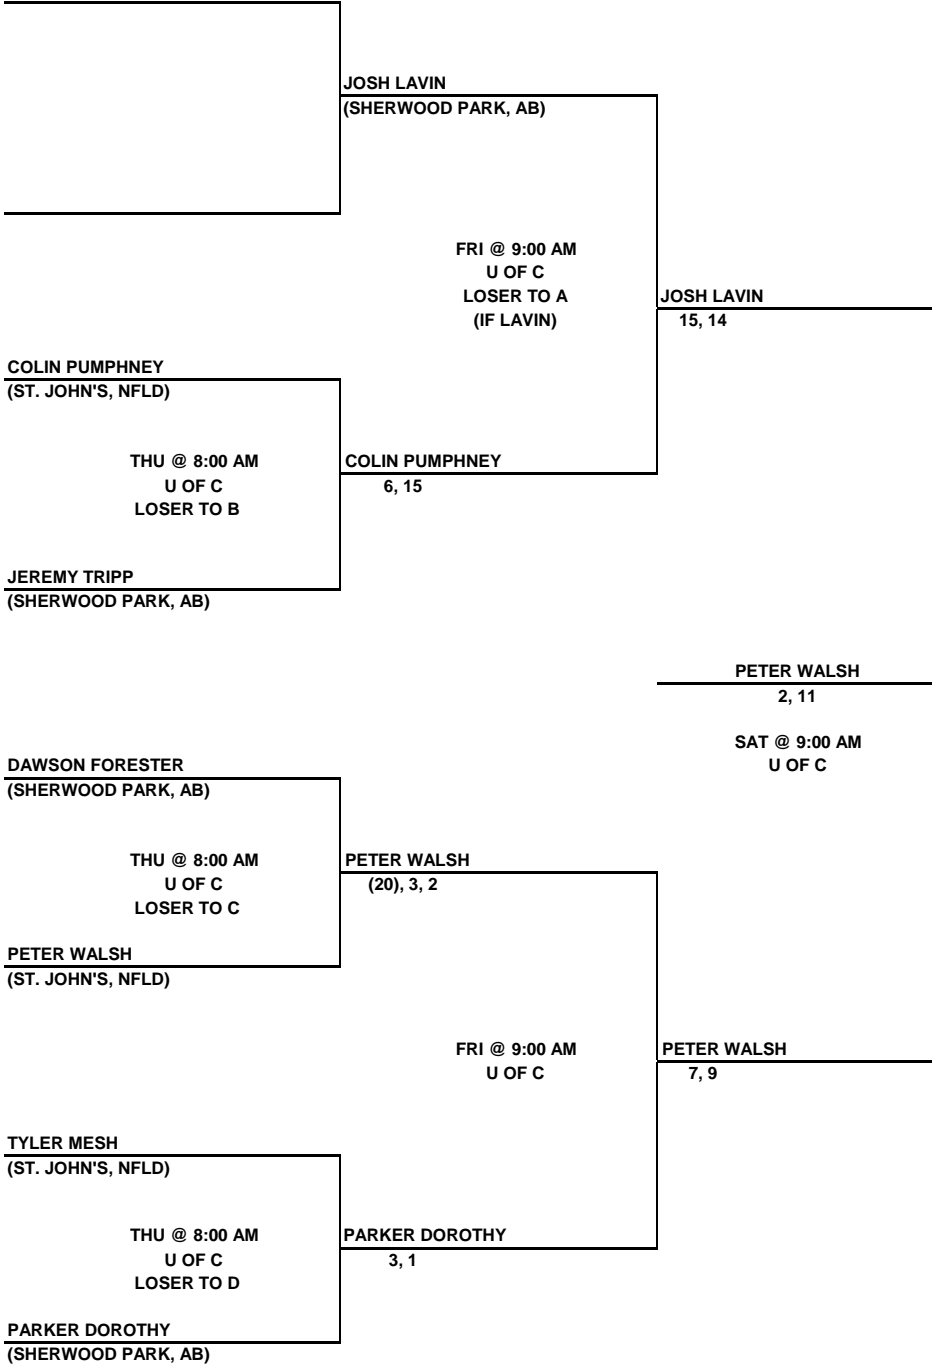 JOSH LAVIN
(SHERWOOD PARK, AB)
FRI @ 9:00 AM
U OF C
LOSER TO A
(IF LAVIN)
JOSH LAVIN
15, 14
COLIN PUMPHNEY
(ST. JOHN'S, NFLD)
THU @ 8:00 AM
U OF C
LOSER TO B
COLIN PUMPHNEY
6, 15
JEREMY TRIPP
(SHERWOOD PARK, AB)
PETER WALSH
2, 11
SAT @ 9:00 AM
U OF C
DAWSON FORESTER
(SHERWOOD PARK, AB)
THU @ 8:00 AM
U OF C
LOSER TO C
PETER WALSH
(20), 3, 2
PETER WALSH
(ST. JOHN'S, NFLD)
FRI @ 9:00 AM
U OF C
PETER WALSH
7, 9
TYLER MESH
(ST. JOHN'S, NFLD)
THU @ 8:00 AM
U OF C
LOSER TO D
PARKER DOROTHY
3, 1
PARKER DOROTHY
(SHERWOOD PARK, AB)